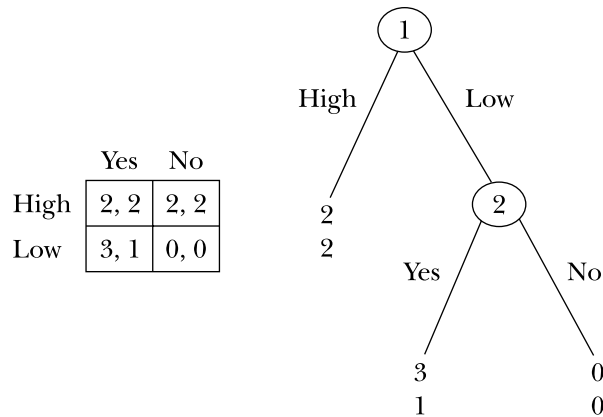 Yes No
High 2, 2 2, 2
Low 3, 1 0, 0
1
High Low
2
2
2
Yes No
3 0
1 0